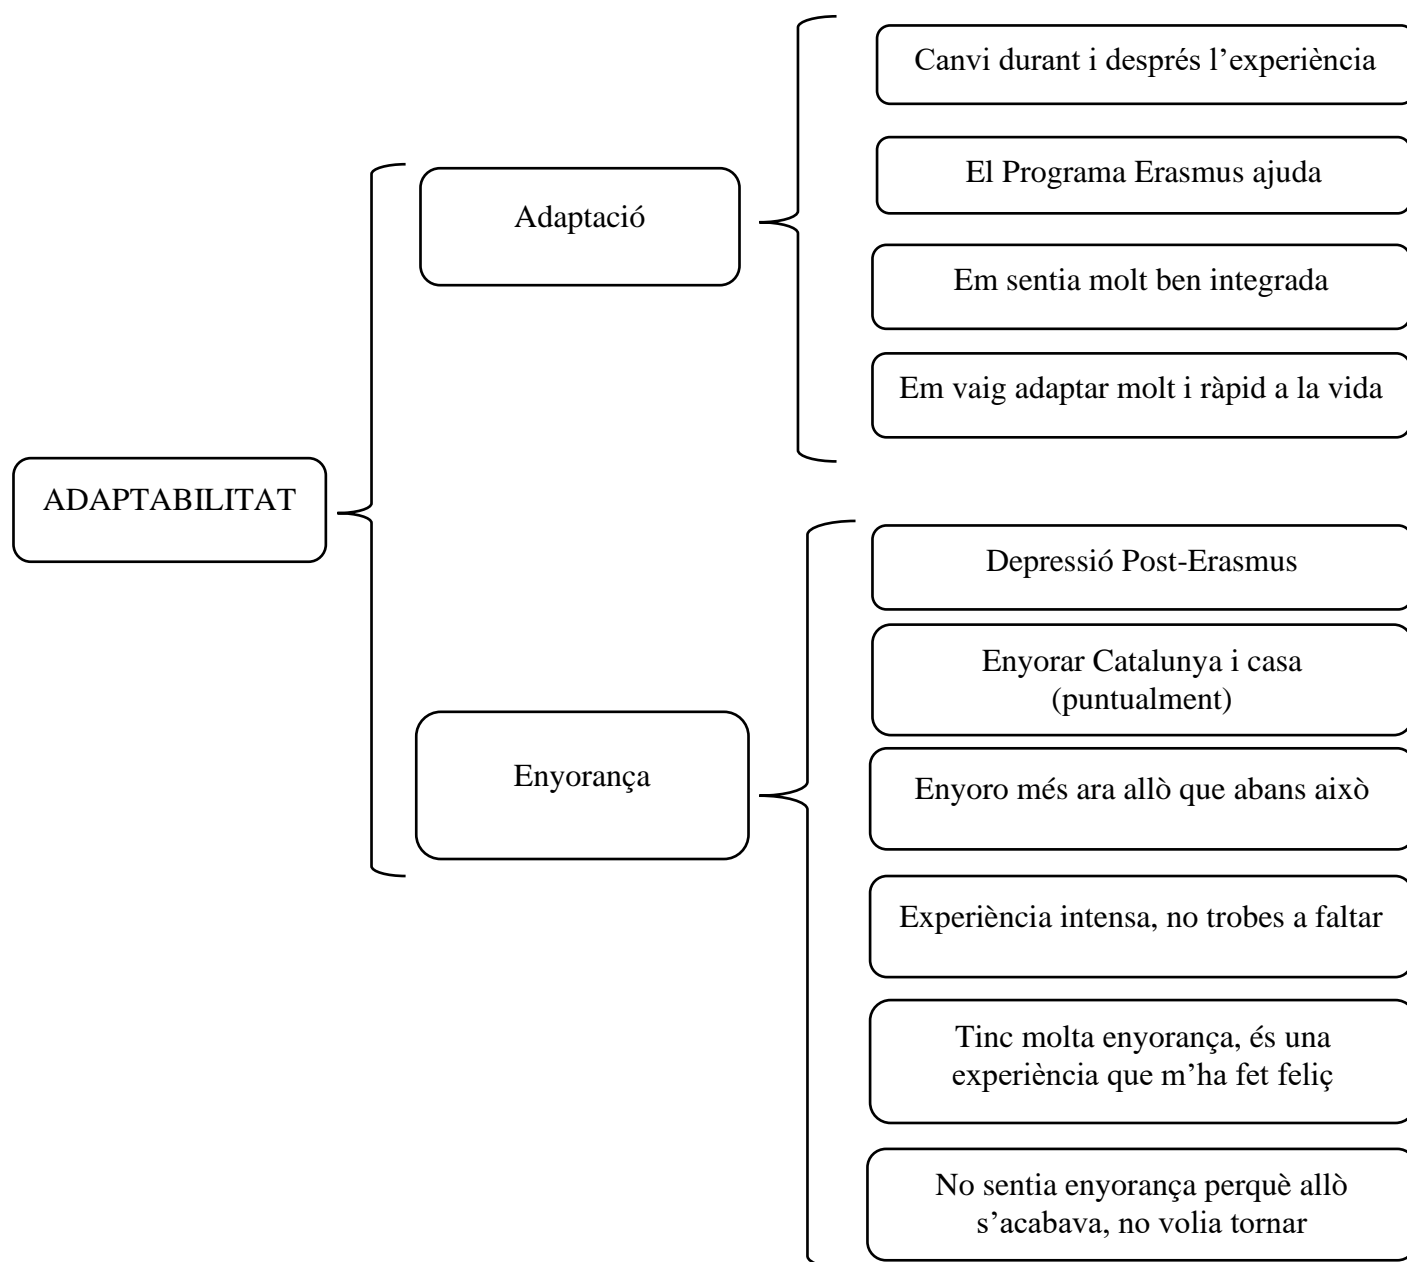 Canvi durant i després l’experiència
El Programa Erasmus ajuda
Adaptació
Em sentia molt ben integrada
Em vaig adaptar molt i ràpid a la vida
ADAPTABILITAT
Depressió Post-Erasmus
Enyorar Catalunya i casa
(puntualment)
Enyorança
Enyoro més ara allò que abans això
Experiència intensa, no trobes a faltar
Tinc molta enyorança, és una
experiència que m’ha fet feliç
No sentia enyorança perquè allò
s’acabava, no volia tornar